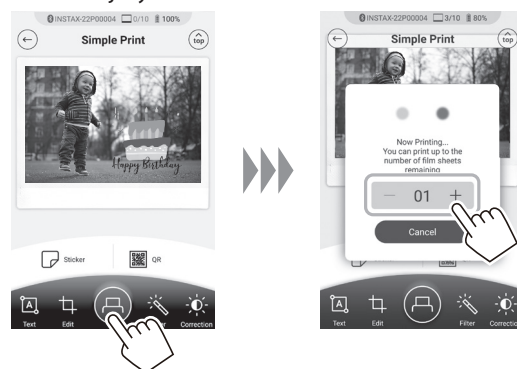 INSTAX-22P00004 0/10 100%
Simple Print
top
Happy Birthday
Sticker
QR
Text
Edit
Correction
INSTAX-22P00004 3/10 80%
Simple Print
top
Now Printing...
You can print up to the
number of film sheets
remaining
01
Cancel
Text
Edit
Filter
Correction